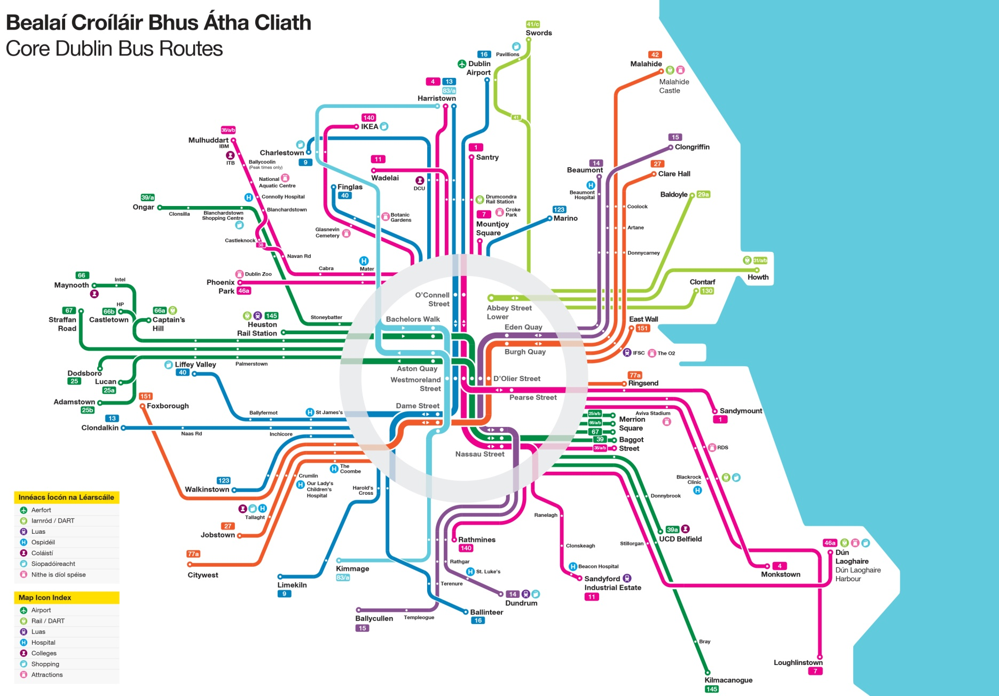 Bealaí Croíláir Bhus Átha Cliath
Core Dublin Bus Routes
41/c
Swords
Pavillions
16
Dublin
Airport
41
42
Malahide
Malahide
Castle
4
13
83/a
Harristown
140
IKEA
38/a/b
Mulhuddart
IBM
ITB
Ballycoolin
(Peak times only)
National
Aquatic Centre
Connolly Hospital
Blanchardstown
Charlestown
9
11
Wadelai
DCU
1
Santry
15
Clongriffin
14
Beaumont
Beaumont
Hospital
27
Clare Hall
Baldoyle
29a
Finglas
40
39/a
Ongar
Clonsilla
Blanchardstown
Shopping Centre
Castleknock
38
Navan Rd
Botanic
Gardens
Glasnevin
Cemetery
Drumcondra
Rail Station
Croke
Park
7
Mountjoy
Square
123
Marino
Coolock
Artane
Donnycarney
31/a/b
Howth
Clontarf
130
Cabra
Mater
Dublin Zoo
Phoenix
Park
46a
66
Maynooth
Intel
67
Straffan
Road
HP
66b
Castletown
66a
Captain's
Hill
145
Heuston
Rail Station
Stoneybatter
O'Connell
Street
Abbey Street
Lower
Bachelors Walk
Eden Quay
Burgh Quay
Aston Quay
Westmoreland
Street
D'Olier Street
Pearse Street
Dame Street
Nassau Street
East Wall
151
IFSC
The O2
77a
Ringsend
Sandymount
1
Dodsboro
25
Lucan
25a
Adamstown
25b
Palmerstown
Liffey Valley
40
151
Foxborough
13
Clondalkin
Naas Rd
Ballyfermot
Inchicore
St James's
25/a/b
66/a/b
67
Merrion
Square
39
38/a/b
Baggot
Street
Aviva Stadium
RDS
Blackrock
Clinic
Donnybrook
The
Coombe
Crumlin
Our Lady's
Children's
Hospital
Harold's
Cross
123
Walkinstown
Tallaght
27
Jobstown
77a
Citywest
Limekiln
9
Kimmage
83/a
Rathmines
140
Rathgar
St. Luke's
Terenure
14
Dundrum
Ballycullen
15
Templeogue
Ballinteer
16
Ranelagh
Clonskeagh
Beacon Hospital
Sandyford
Industrial Estate
11
39a
UCD Belfield
Stillorgan
4
Monkstown
46a
Dún
Laoghaire
Dún Laoghaire
Harbour
Bray
Loughlinstown
7
Kilmacanogue
145
Innéacs Íocón na Léarscáile
Aerfort
Iarnród / DART
Luas
Ospidéil
Coláistí
Siopadóireacht
Nithe is díol spéise
Map Icon Index
Airport
Rail / DART
Luas
Hospital
Colleges
Shopping
Attractions